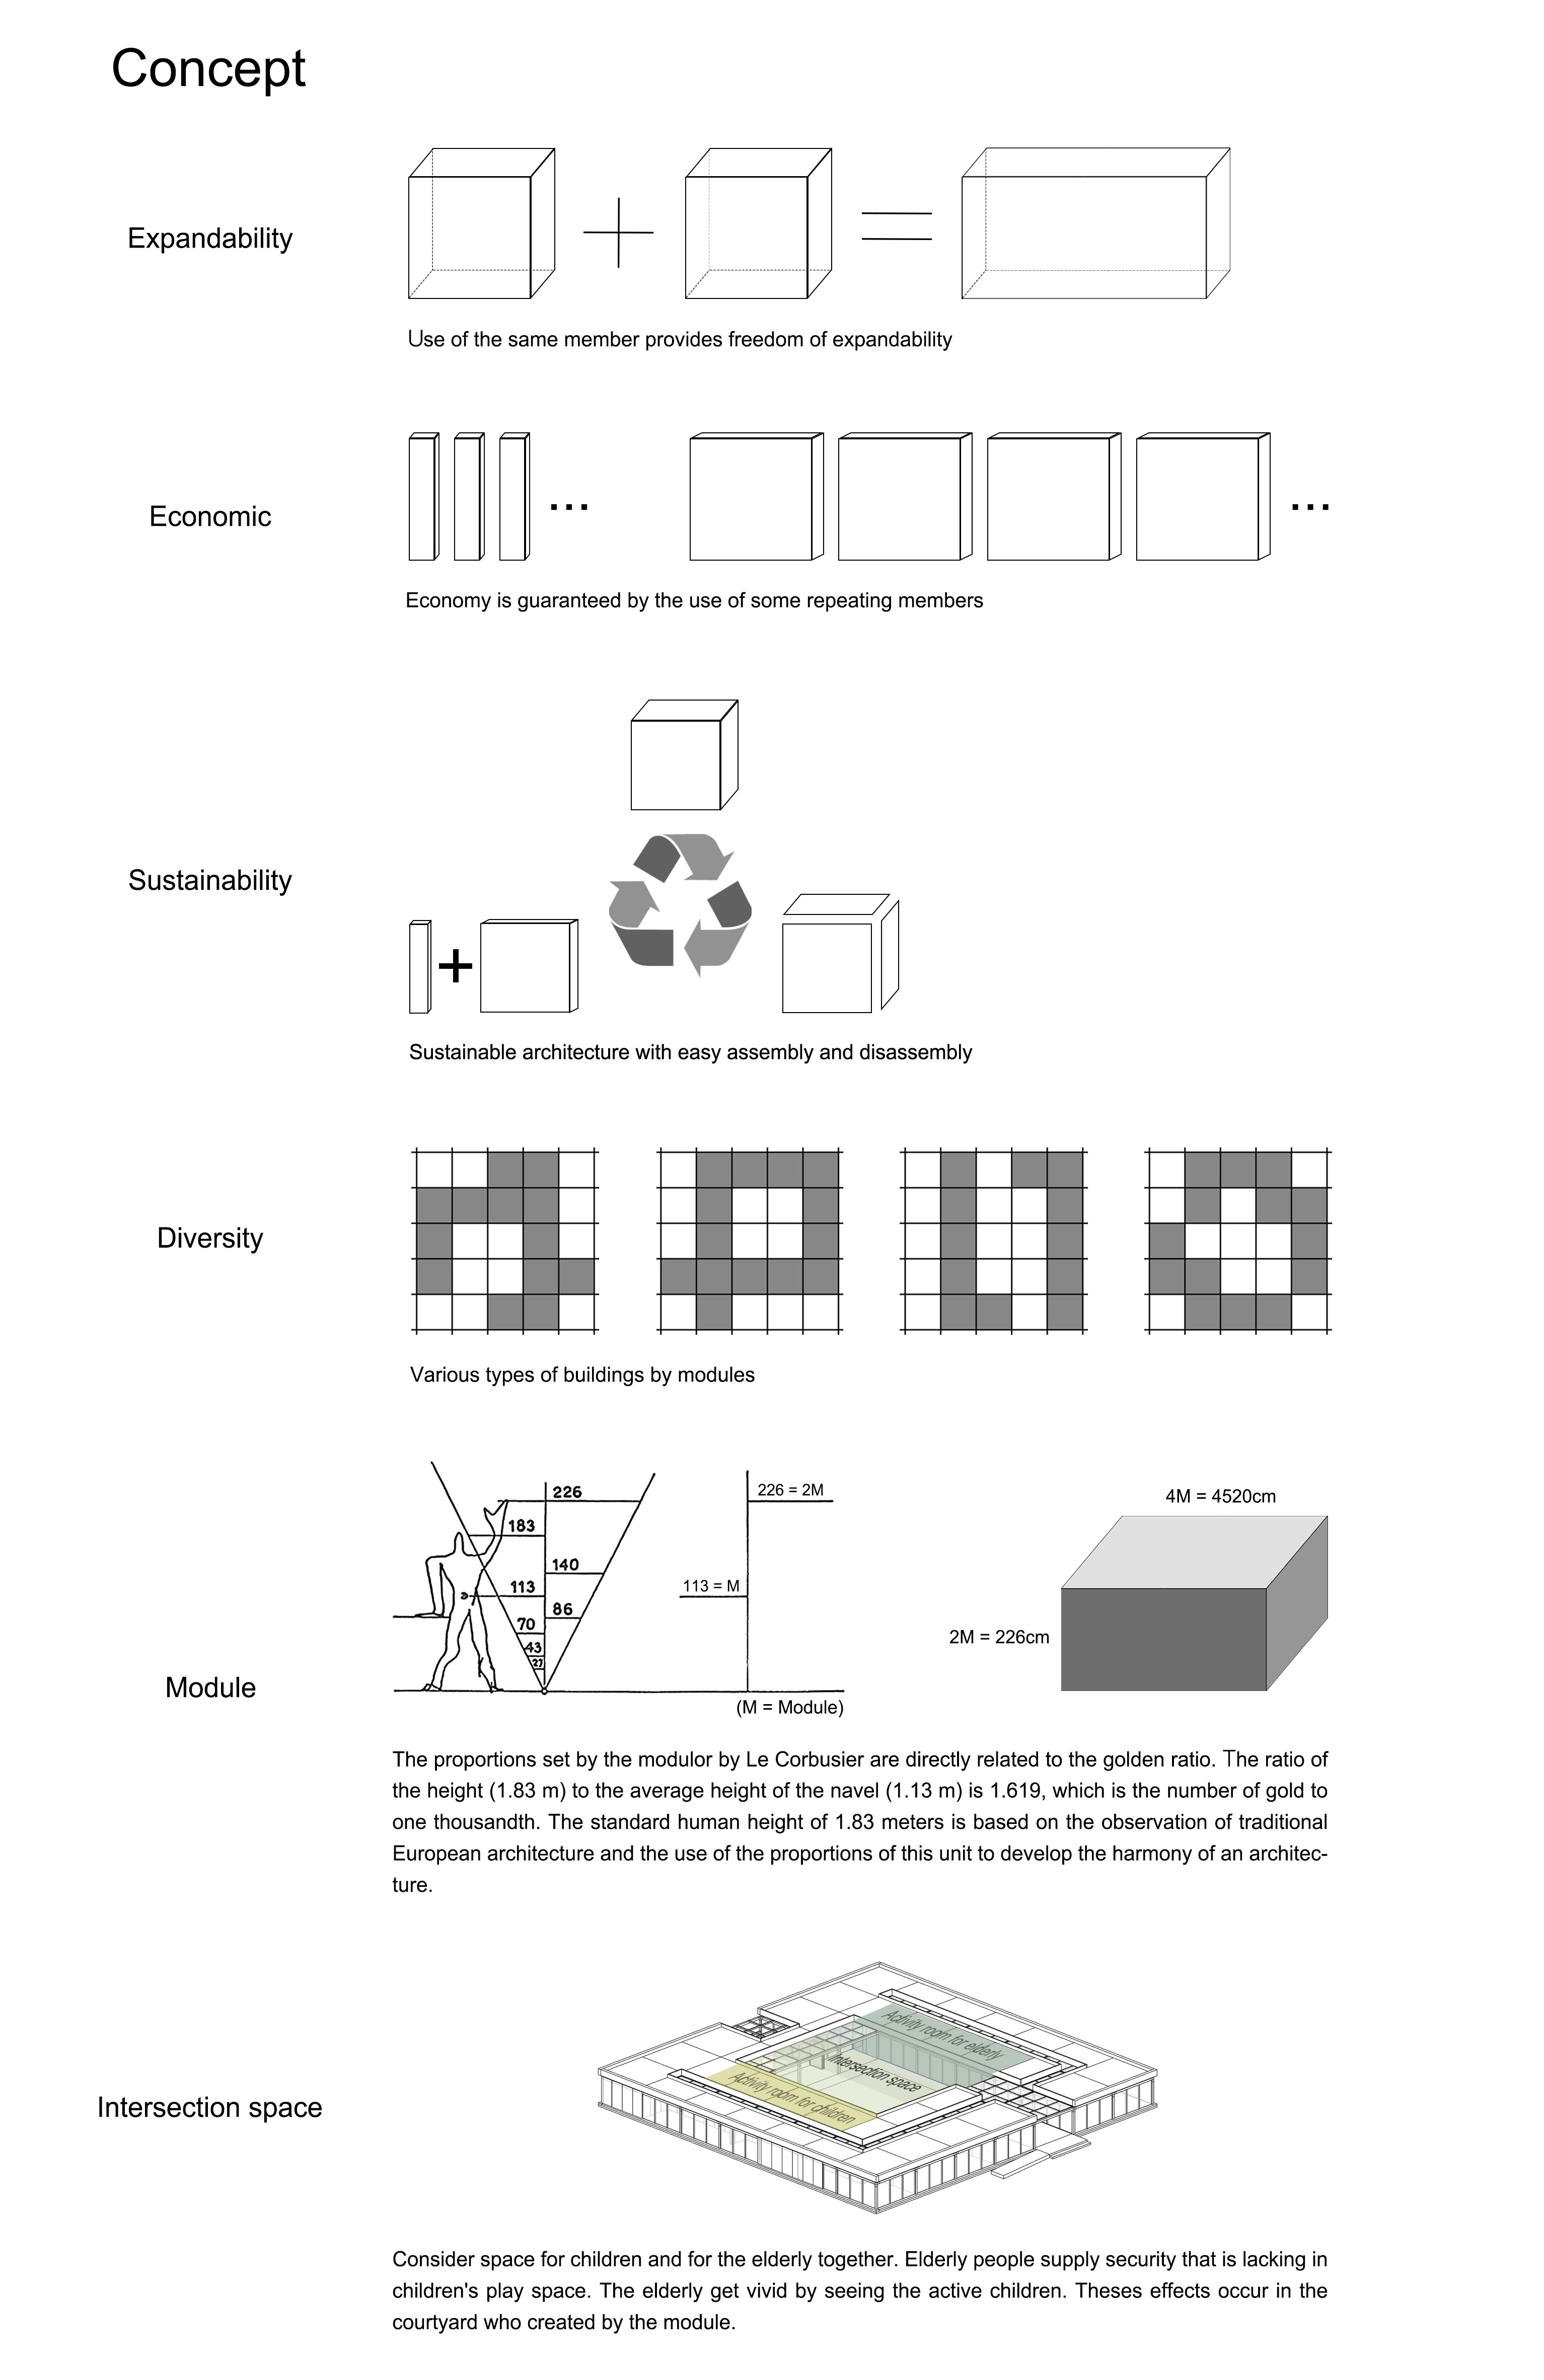 Concept
Expandability
Use of the same member provides freedom of expandability
Economic
...
...
Economy is guaranteed by the use of some repeating members
Sustainability
+
Sustainable architecture with easy assembly and disassembly
Diversity
Various types of buildings by modules
Module
226
183
140
113
86
70
43
27
226 = 2M
113 = M
(M = Module)
4M = 4520cm
2M = 226cm
The proportions set by the modulor by Le Corbusier are directly related to the golden ratio. The ratio of
the height (1.83 m) to the average height of the navel (1.13 m) is 1.619, which is the number of gold to
one thousandth. The standard human height of 1.83 meters is based on the observation of traditional
European architecture and the use of the proportions of this unit to develop the harmony of an architec-
ture.
Intersection space
Activity room for elderly
Intersection space
Activity room for children
Consider space for children and for the elderly together. Elderly people supply security that is lacking in
children's play space. The elderly get vivid by seeing the active children. Theses effects occur in the
courtyard who created by the module.